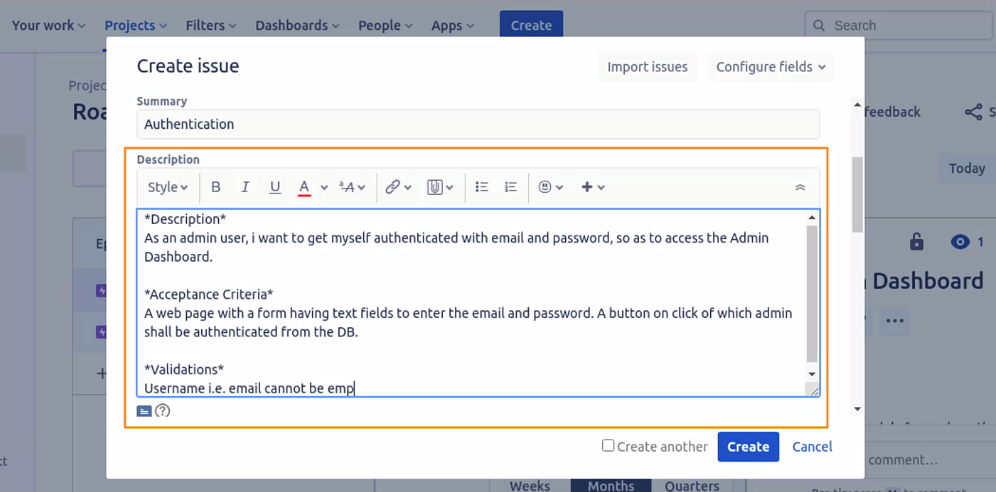 Your work Projects Filters Dashboards People Apps Create Search
Create issue Import issues Configure fields
Projec
Roa
feedback
S
Summary
Authentication
Today
Description
Style B I U A
*Description*
As an admin user, i want to get myself authenticated with email and password, so as to access the Admin
Dashboard.
Ep
1
*Acceptance Criteria*
Dashboard
A web page with a form having text fields to enter the email and password. A button on click of which admin
shall be authenticated from the DB.
*Validations*
Username i.e. email cannot be emp
Create another Create Cancel
ct
comment...
Weeks Months Quarters